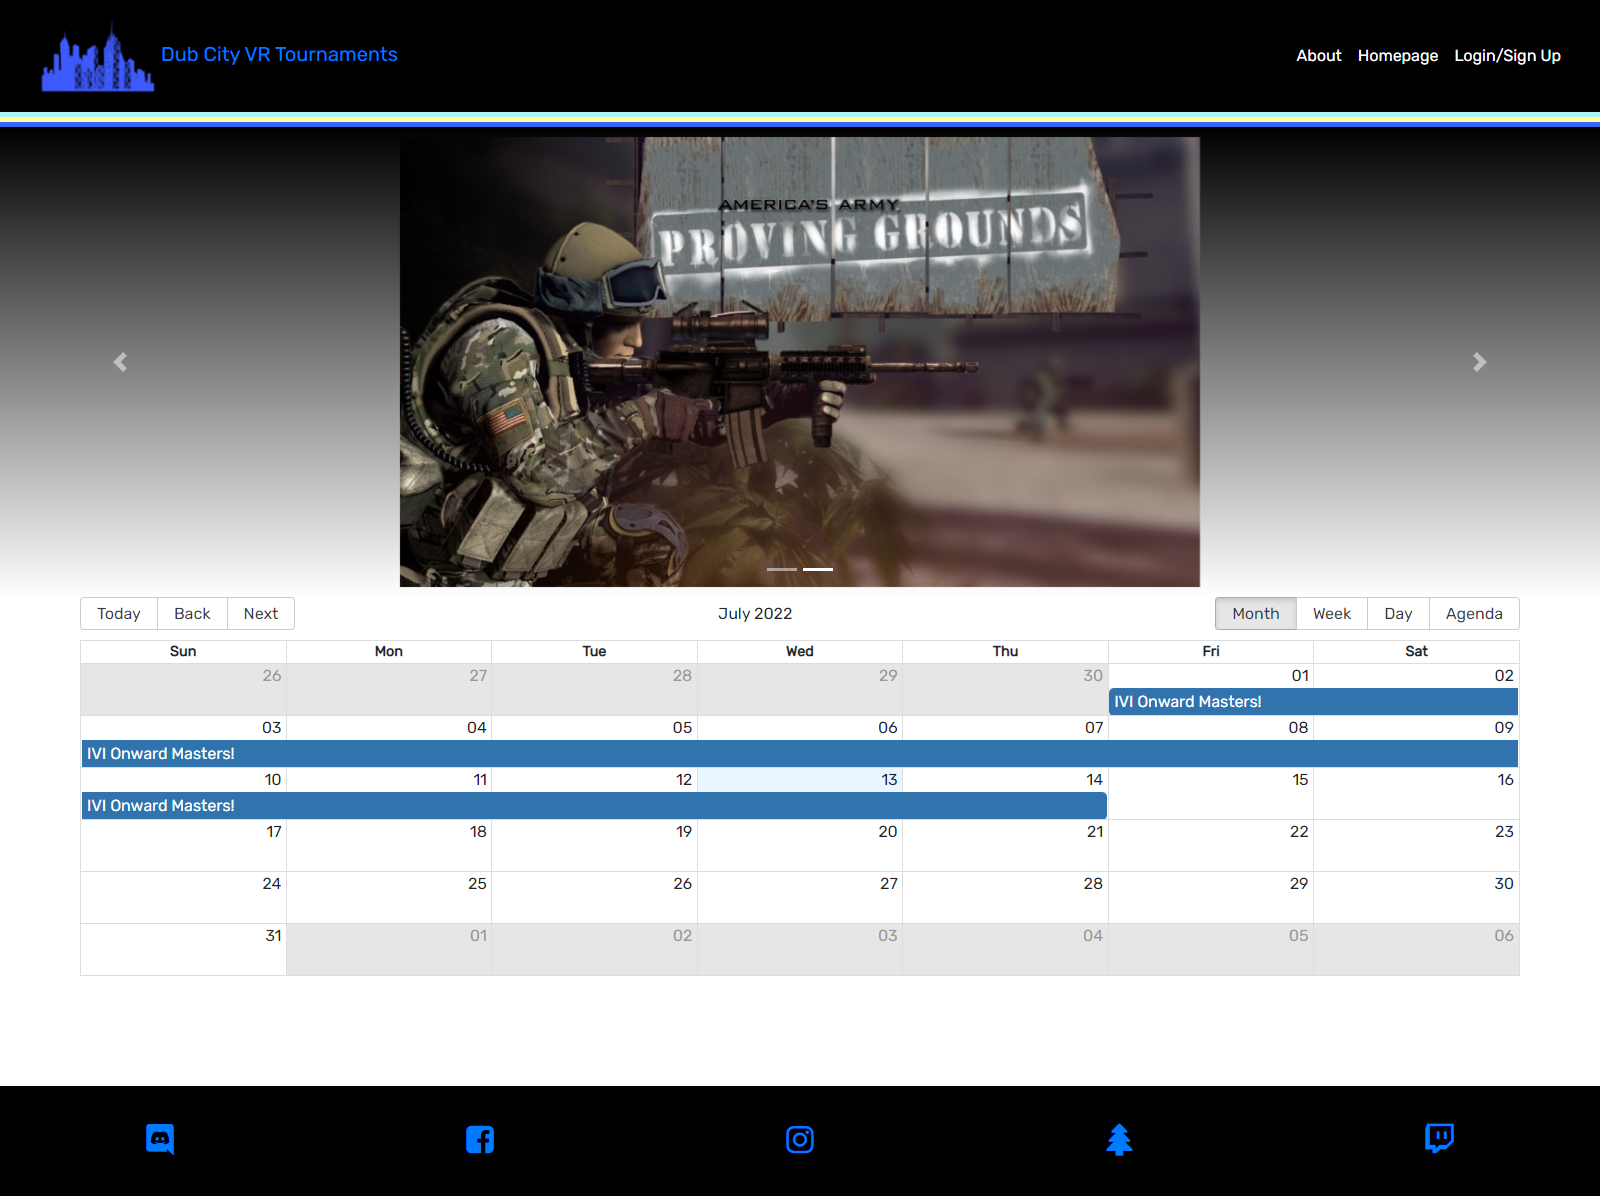 Dub City VR Tournaments
About Homepage Login/Sign Up
AMERICA'S ARMY
PROVING GROUNDS
Today Back Next July 2022 Month Week Day Agenda
Sun Mon Tue Wed Thu Fri Sat
26 27 28 29 30 01 02
IVI Onward Masters!
03 04 05 06 07 08 09
IVI Onward Masters!
10 11 12 13 14 15 16
IVI Onward Masters!
17 18 19 20 21 22 23
24 25 26 27 28 29 30
31 01 02 03 04 05 06